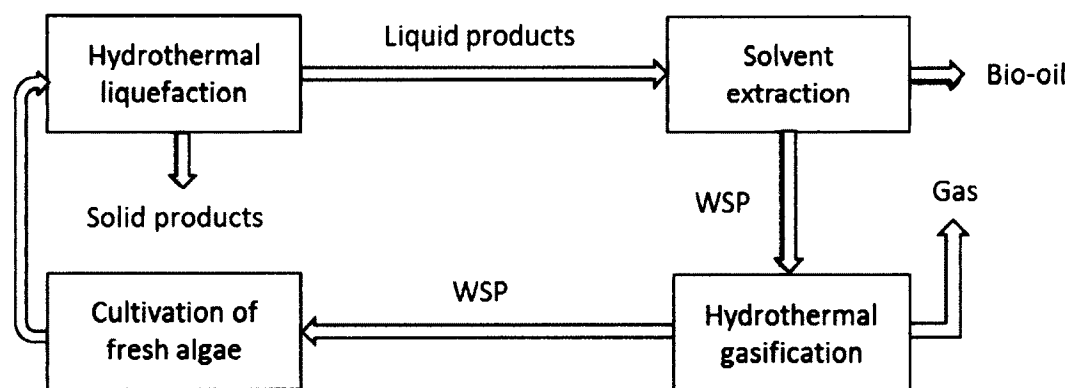 Hydrothermal
liquefaction
Liquid products
Solvent
extraction
Bio-oil
Solid products
WSP
Gas
Cultivation of
fresh algae
WSP
Hydrothermal
gasification